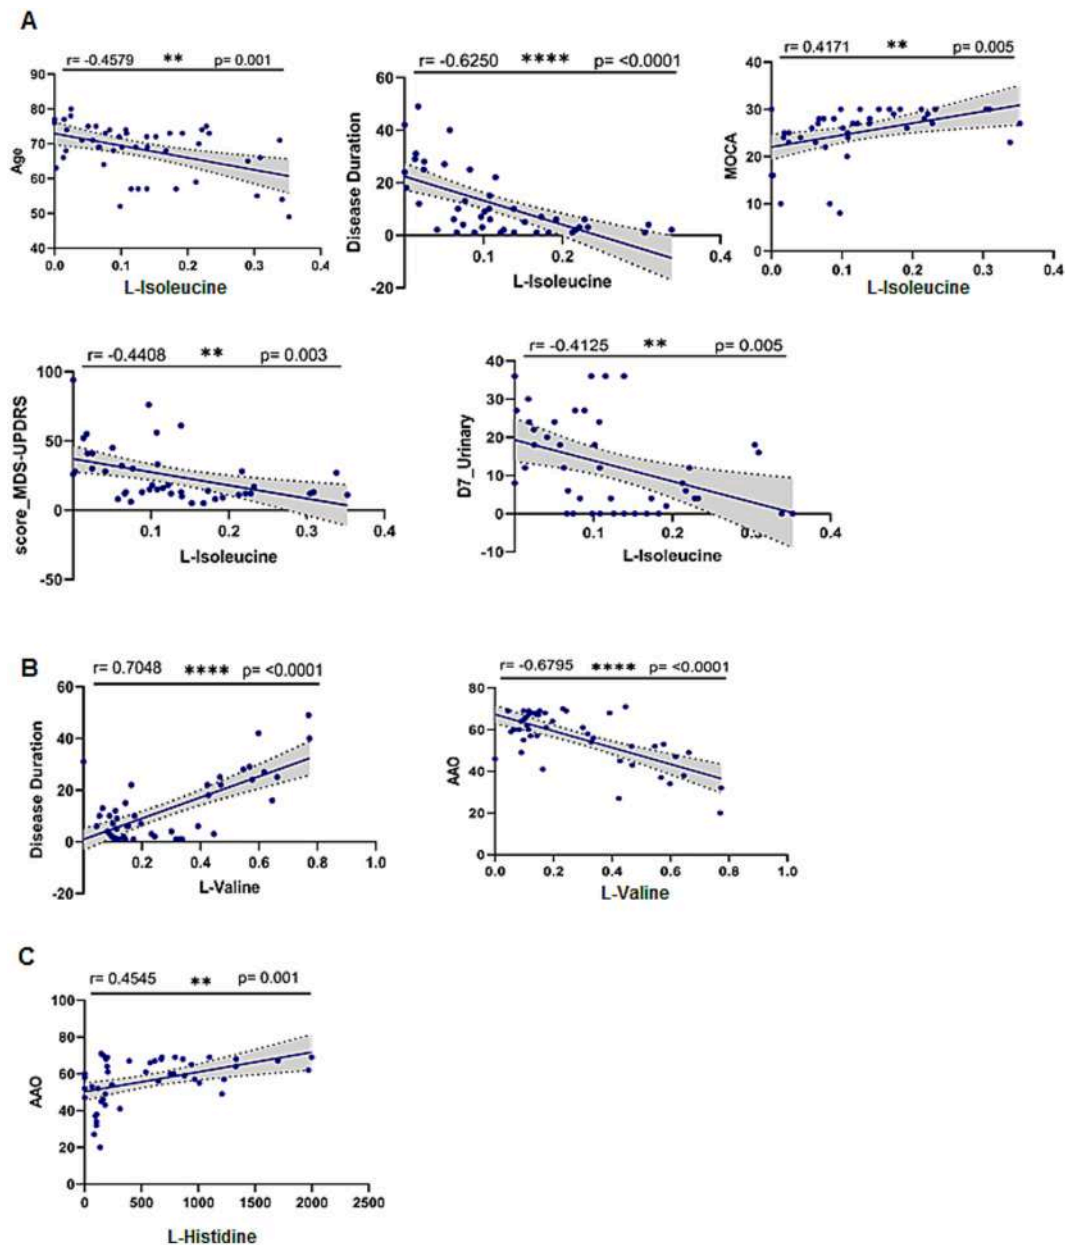 A
r= -0.4579 ** p= 0.001
90
80
70
60
50
40
Age
0.0 0.1 0.2 0.3 0.4
L-Isoleucine
r= -0.6250 **** p= <0.0001
60
40
20
0
-20
Disease Duration
0.1 0.2 0.4
L-Isoleucine
r= 0.4171 ** p= 0.005
40
30
20
10
0
MOCA
0.0 0.1 0.2 0.3 0.4
L-Isoleucine
r= -0.4408 ** p= 0.003
100
50
0
-50
score_MDS-UPDRS
0.1 0.2 0.3 0.4
L-Isoleucine
r= -0.4125 ** p= 0.005
40
30
20
10
0
-10
D7_Urinary
0.1 0.2 0.3 0.4
L-Isoleucine
B
r= 0.7048 **** p= <0.0001
60
40
20
0
-20
Disease Duration
0.2 0.4 0.6 0.8 1.0
L-Valine
r= -0.6795 **** p= <0.0001
80
60
40
20
0
AAO
0.0 0.2 0.4 0.6 0.8 1.0
L-Valine
C
r= 0.4545 ** p= 0.001
100
80
60
40
20
0
AAO
0 500 1000 1500 2000 2500
L-Histidine